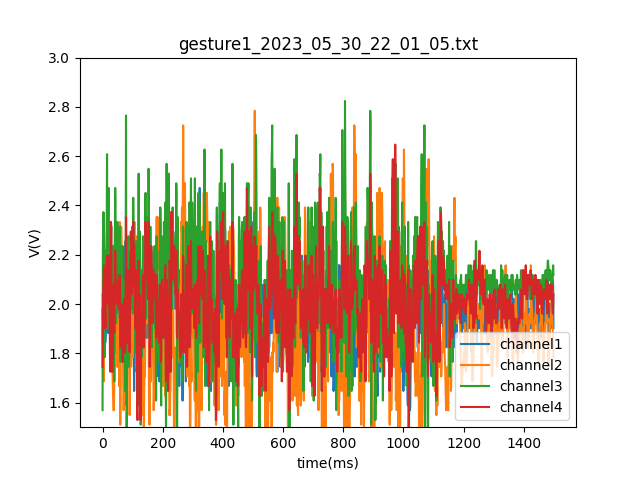 gesture1_2023_05_30_22_01_05.txt
3.0
2.8
2.6
2.4
2.2
2.0
1.8
1.6
V(V)
channel1
channel2
channel3
channel4
0 200 400 600 800 1000 1200 1400
time(ms)